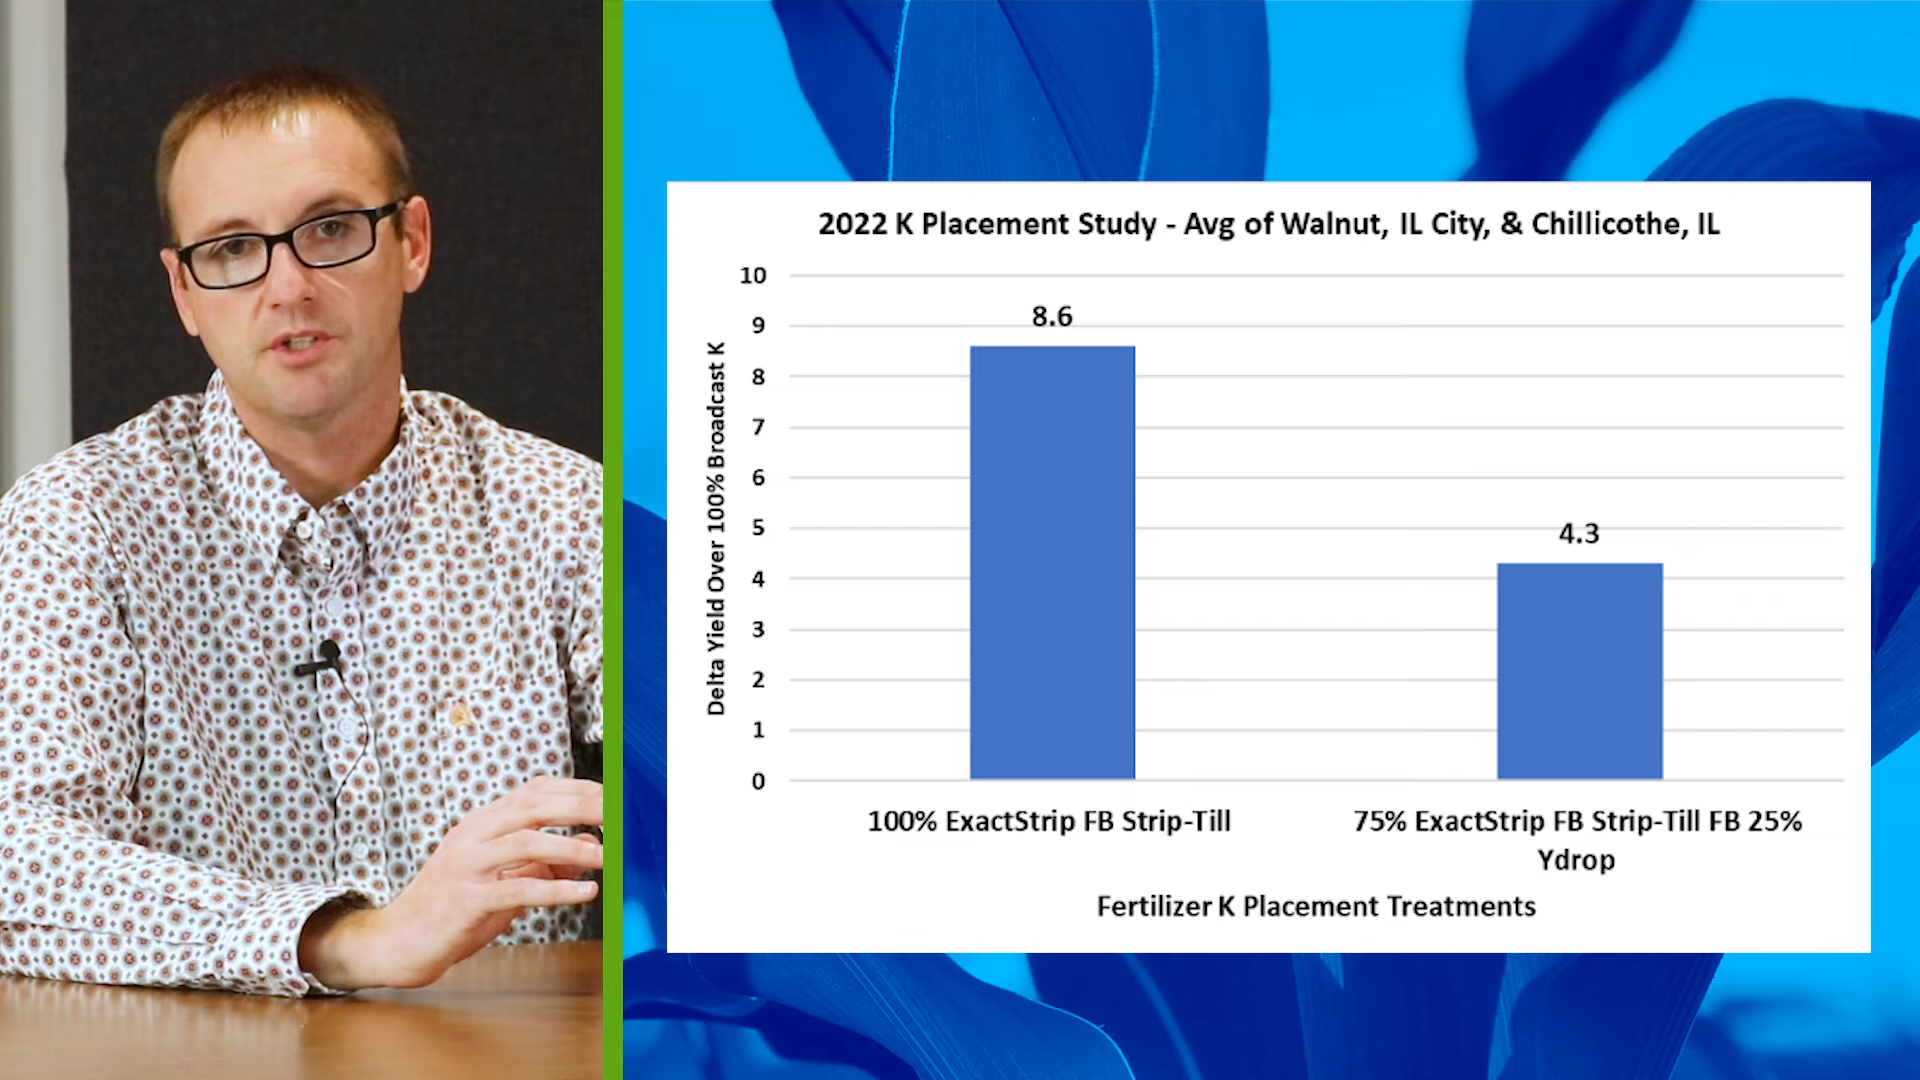 2022 K Placement Study - Avg of Walnut, IL City, & Chillicothe, IL
Delta Yield Over 100% Broadcast K
10
9
8
7
6
5
4
3
2
1
0
8.6
4.3
100% ExactStrip FB Strip-Till
75% ExactStrip FB Strip-Till FB 25%
Ydrop
Fertilizer K Placement Treatments